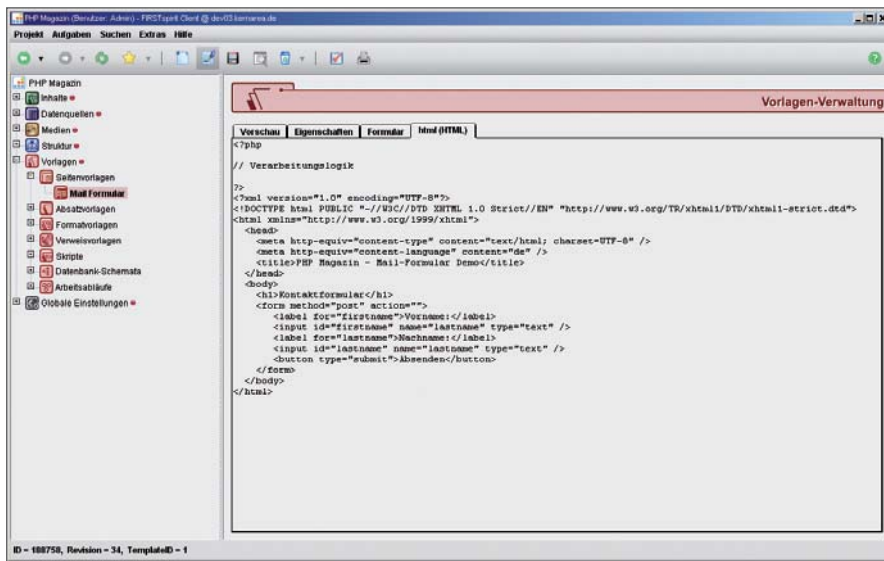 PHP Magazin (Benutzer: Admin) - FIRSTspirit Client @ dev03.kontarea.de
Projekt Aufgaben Suchen Extras Hilfe
PHP Magazin
Inhalte
Datenquellen
Medien
Struktur
Vorlagen
Seitenvorlagen
Mail Formular
Absatzvorlagen
Formatvorlagen
Verweisvorlagen
Skripte
Datenbank-Schemata
Arbeitsabläufe
Globale Einstellungen
Vorlagen-Verwaltung
Vorschau Eigenschaften Formular html (HTML)
<?php
// Verarbeitungslogik
?>
<?xml version="1.0" encoding="UTF-8"?>
<!DOCTYPE html PUBLIC "-//W3C//DTD XHTML 1.0 Strict//EN" "http://www.w3.org/TR/xhtml1/DTD/xhtml1-strict.dtd">
<html xmlns="http://www.w3.org/1999/xhtml">
<head>
<meta http-equiv="content-type" content="text/html; charset=UTF-8" />
<meta http-equiv="content-language" content="de" />
<title>PHP Magazin - Mail-Formular Demo</title>
</head>
<body>
<h1>Kontaktformular</h1>
<form method="post" action="">
<label for="firstname">Vorname:</label>
<input id="firstname" name="lastname" type="text" />
<label for="lastname">Nachname:</label>
<input id="lastname" name="lastname" type="text" />
<button type="submit">Absenden</button>
</form>
</body>
</html>
ID = 188758, Revision = 34, TemplateID = 1